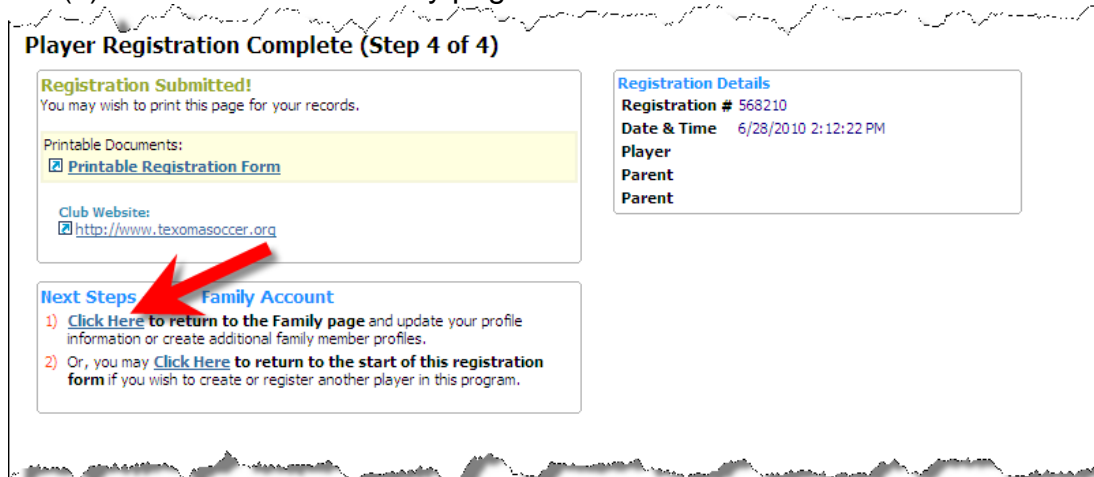 Player Registration Complete (Step 4 of 4)
Registration Submitted!
You may wish to print this page for your records.
Printable Documents:
Printable Registration Form
Club Website:
http://www.texomasoccer.org
Registration Details
Registration # 568210
Date & Time 6/28/2010 2:12:22 PM
Player
Parent
Parent
Next Steps Family Account
1) Click Here to return to the Family page and update your profile
information or create additional family member profiles.
2) Or, you may Click Here to return to the start of this registration
form if you wish to create or register another player in this program.